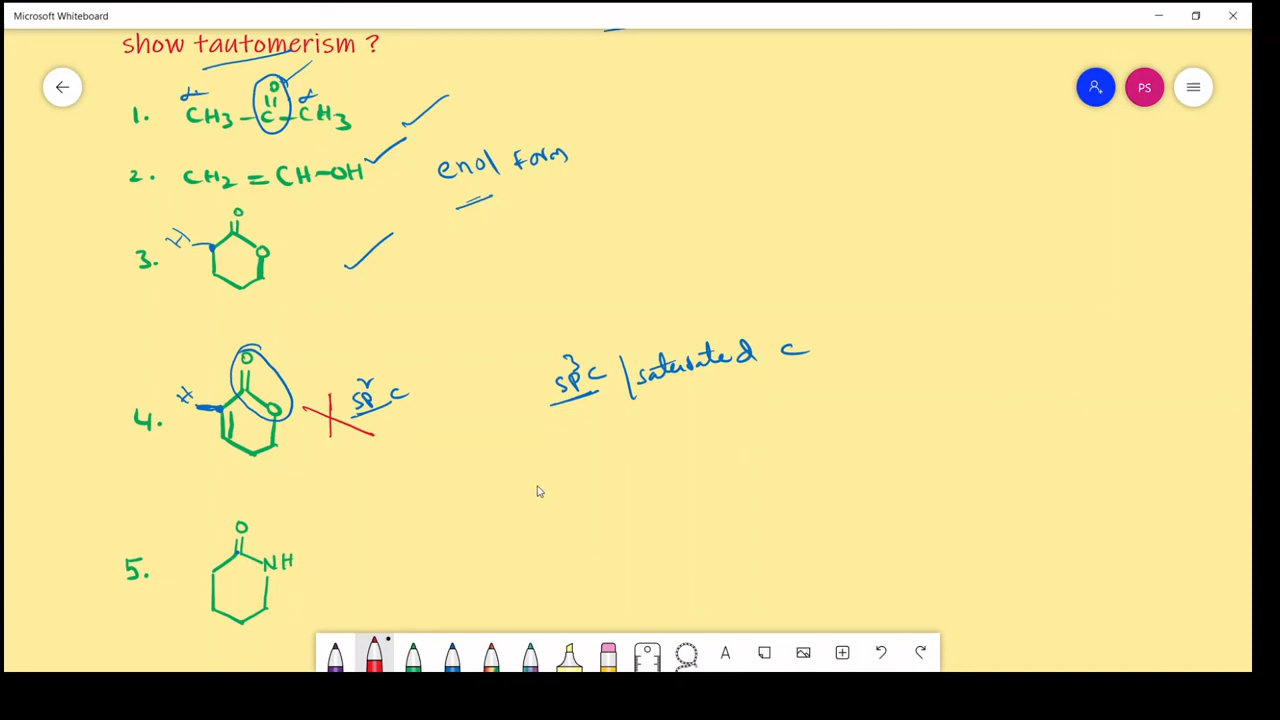 Microsoft Whiteboard
show tautomerism ?
PS
α O α
1. CH3 - C - CH3
2. CH2 = CH-OH
enol form
O
H
O
3.
sp3 C / saturated C
O
H
sp2 C
O
4.
O
5. NH
A